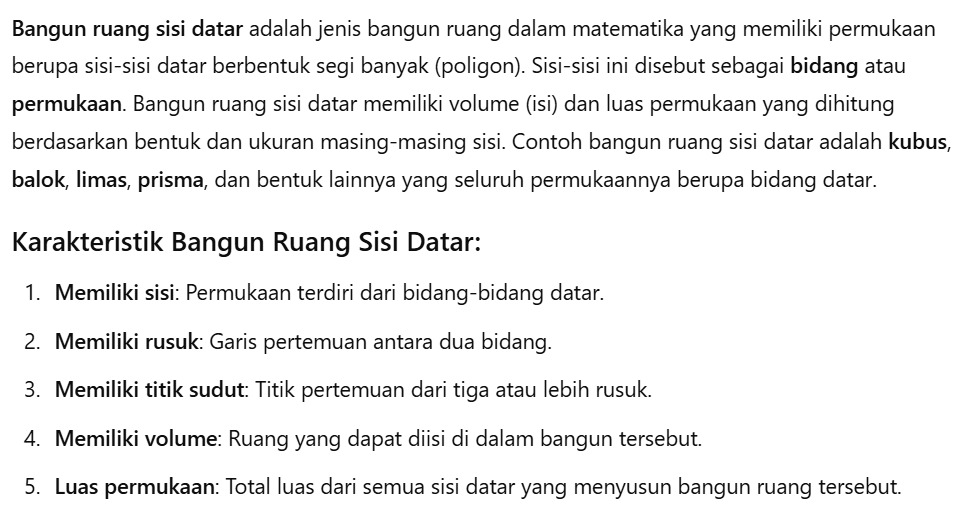 Bangun ruang sisi datar adalah jenis bangun ruang dalam matematika yang memiliki permukaan
berupa sisi-sisi datar berbentuk segi banyak (poligon). Sisi-sisi ini disebut sebagai bidang atau
permukaan. Bangun ruang sisi datar memiliki volume (isi) dan luas permukaan yang dihitung
berdasarkan bentuk dan ukuran masing-masing sisi. Contoh bangun ruang sisi datar adalah kubus,
balok, limas, prisma, dan bentuk lainnya yang seluruh permukaannya berupa bidang datar.
Karakteristik Bangun Ruang Sisi Datar:
1. Memiliki sisi: Permukaan terdiri dari bidang-bidang datar.
2. Memiliki rusuk: Garis pertemuan antara dua bidang.
3. Memiliki titik sudut: Titik pertemuan dari tiga atau lebih rusuk.
4. Memiliki volume: Ruang yang dapat diisi di dalam bangun tersebut.
5. Luas permukaan: Total luas dari semua sisi datar yang menyusun bangun ruang tersebut.